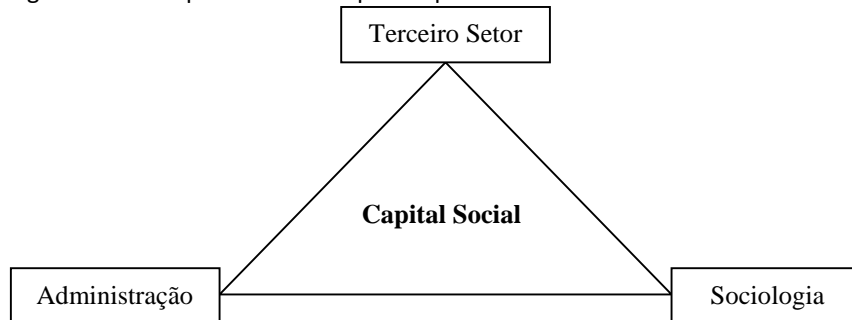 Terceiro Setor
Capital Social
Administração
Sociologia